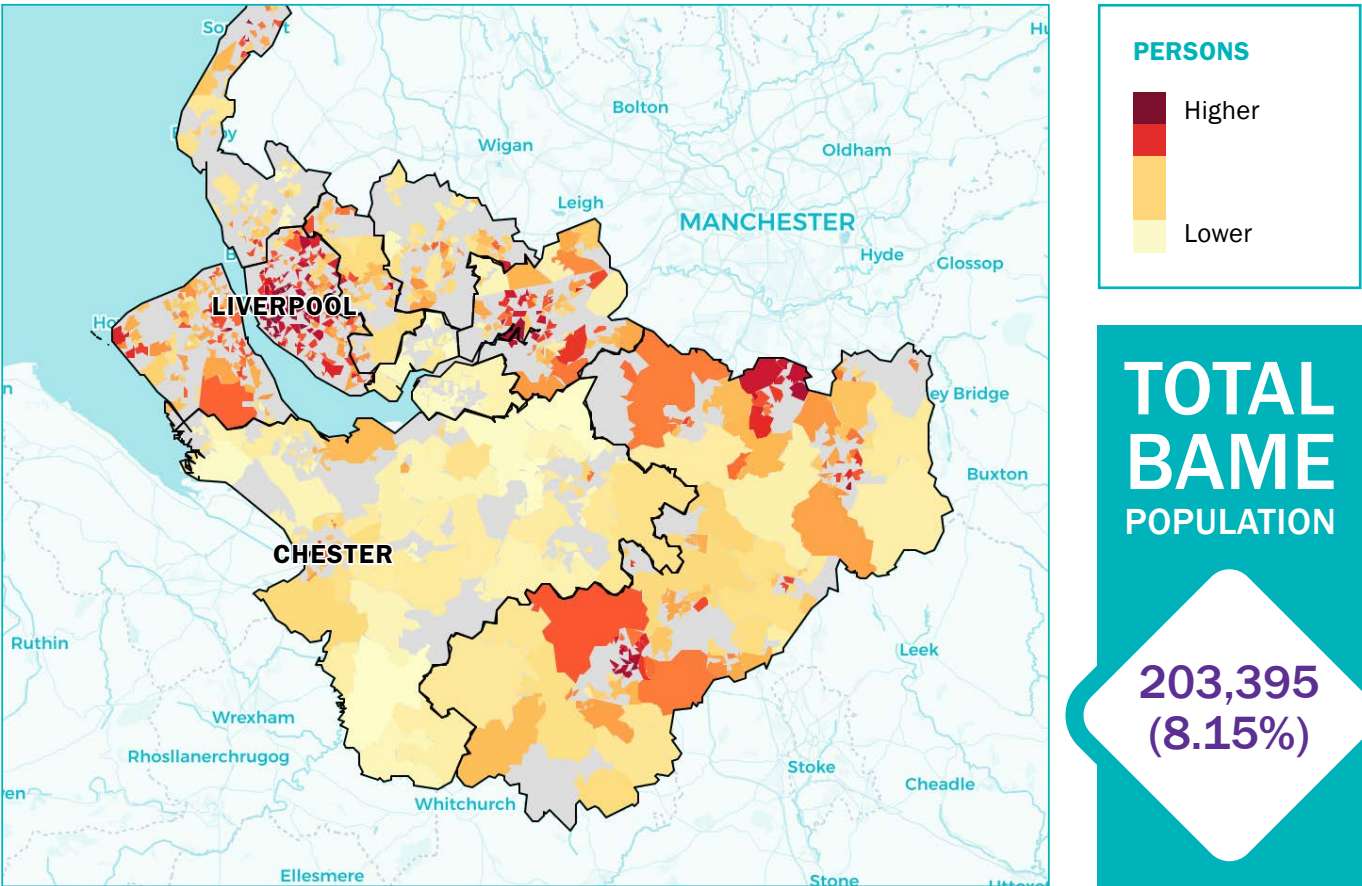 Bolton
Wigan
Oldham
Leigh
MANCHESTER
Hyde
Glossop
LIVERPOOL
ey Bridge
Buxton
CHESTER
Ruthin
Leek
Wrexham
Rhosllanerchrugog
Stoke
Cheadle
Whitchurch
Ellesmere
Stone
PERSONS
Higher
Lower
TOTAL
BAME
POPULATION
203,395
(8.15%)